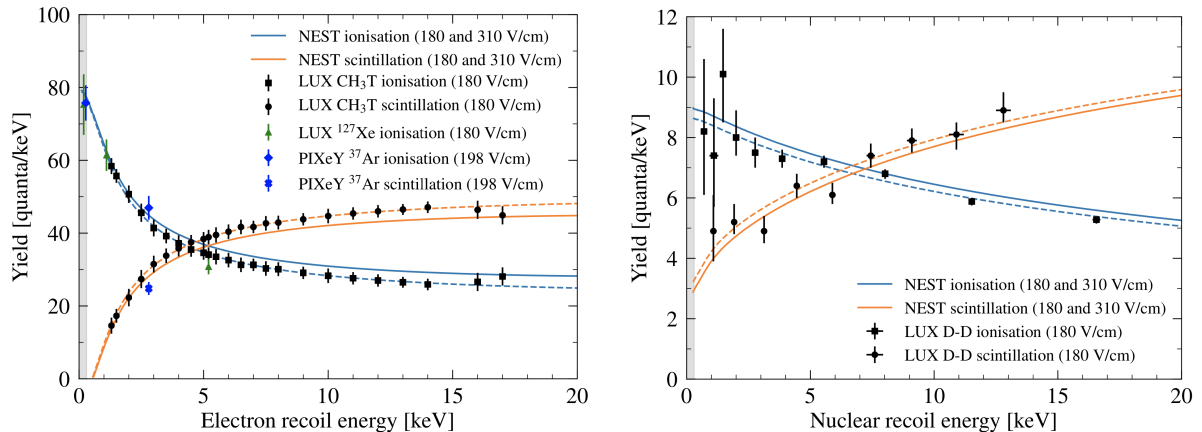 100
80
60
40
20
0
Yield [quanta/keV]
NEST ionisation (180 and 310 V/cm)
NEST scintillation (180 and 310 V/cm)
LUX CH₃T ionisation (180 V/cm)
LUX CH₃T scintillation (180 V/cm)
LUX ¹²⁷Xe ionisation (180 V/cm)
PIXeY ³⁷Ar ionisation (198 V/cm)
PIXeY ³⁷Ar scintillation (198 V/cm)
0 5 10 15 20
Electron recoil energy [keV]
12
10
8
6
4
2
0
Yield [quanta/keV]
NEST ionisation (180 and 310 V/cm)
NEST scintillation (180 and 310 V/cm)
LUX D-D ionisation (180 V/cm)
LUX D-D scintillation (180 V/cm)
0 5 10 15 20
Nuclear recoil energy [keV]